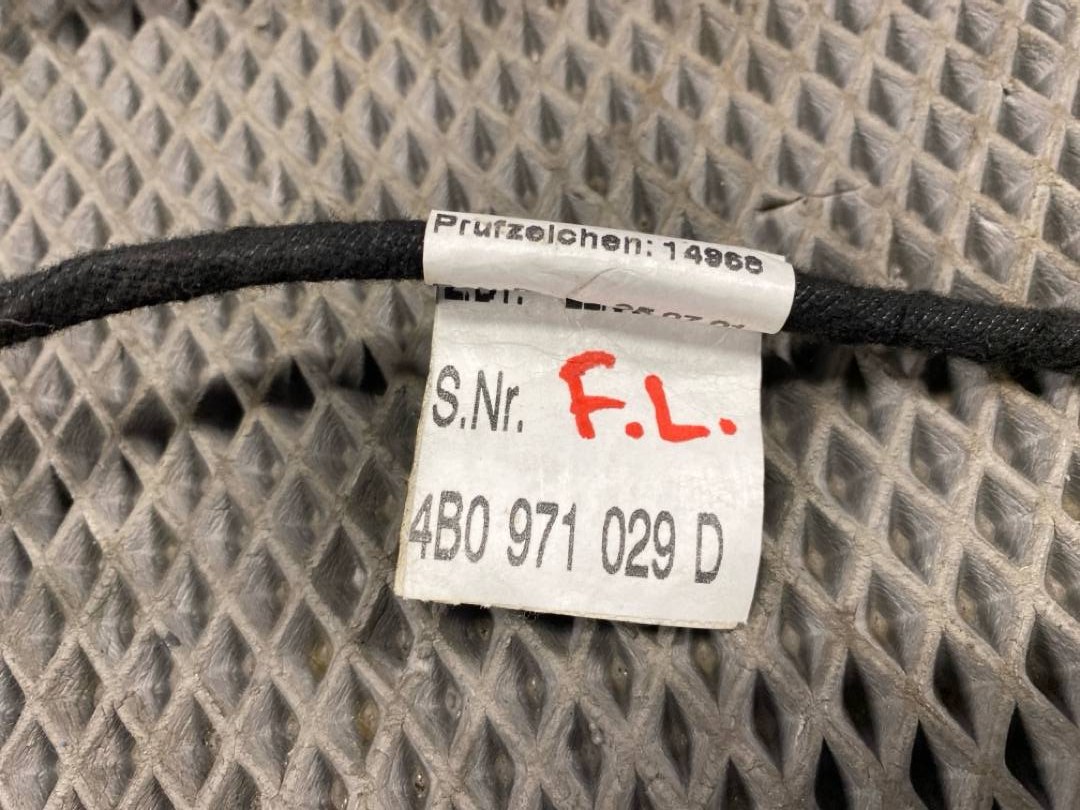 Prufzeichen: 14968
S.Nr. F.L.
4B0 971 029 D